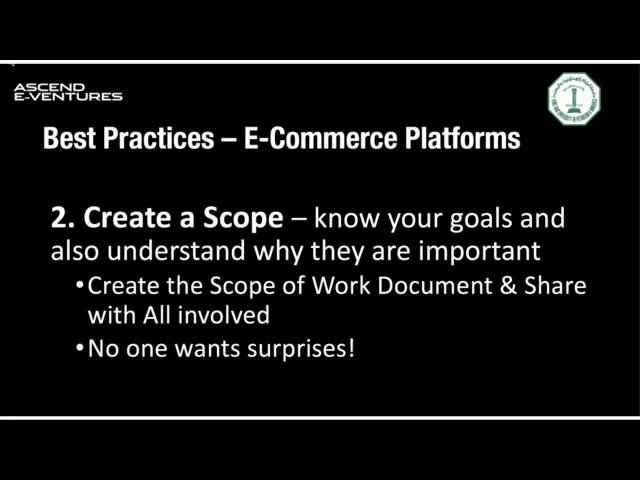 ASCEND
E-VENTURES
Best Practices – E-Commerce Platforms
2. Create a Scope – know your goals and
also understand why they are important
•Create the Scope of Work Document & Share
with All involved
•No one wants surprises!